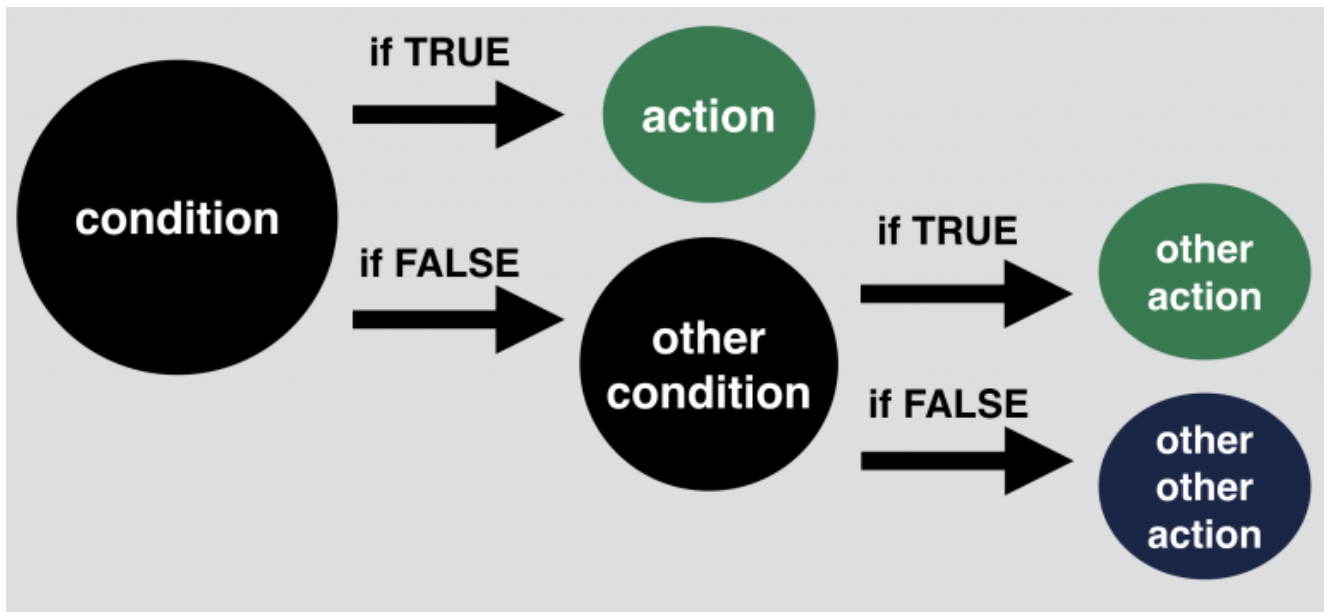 if TRUE
action
condition
if FALSE
other
condition
if TRUE
other
action
if FALSE
other
other
action